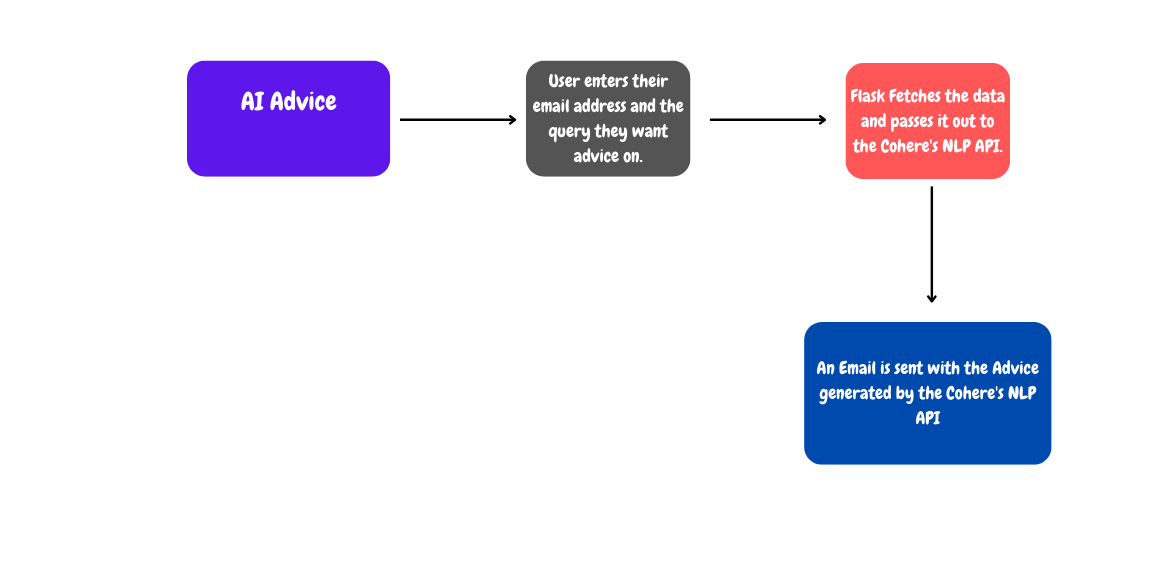 AI Advice
User enters their
email address and the
query they want
advice on.
Flask Fetches the data
and passes it out to
the Cohere's NLP API.
An Email is sent with the Advice
generated by the Cohere's NLP
API